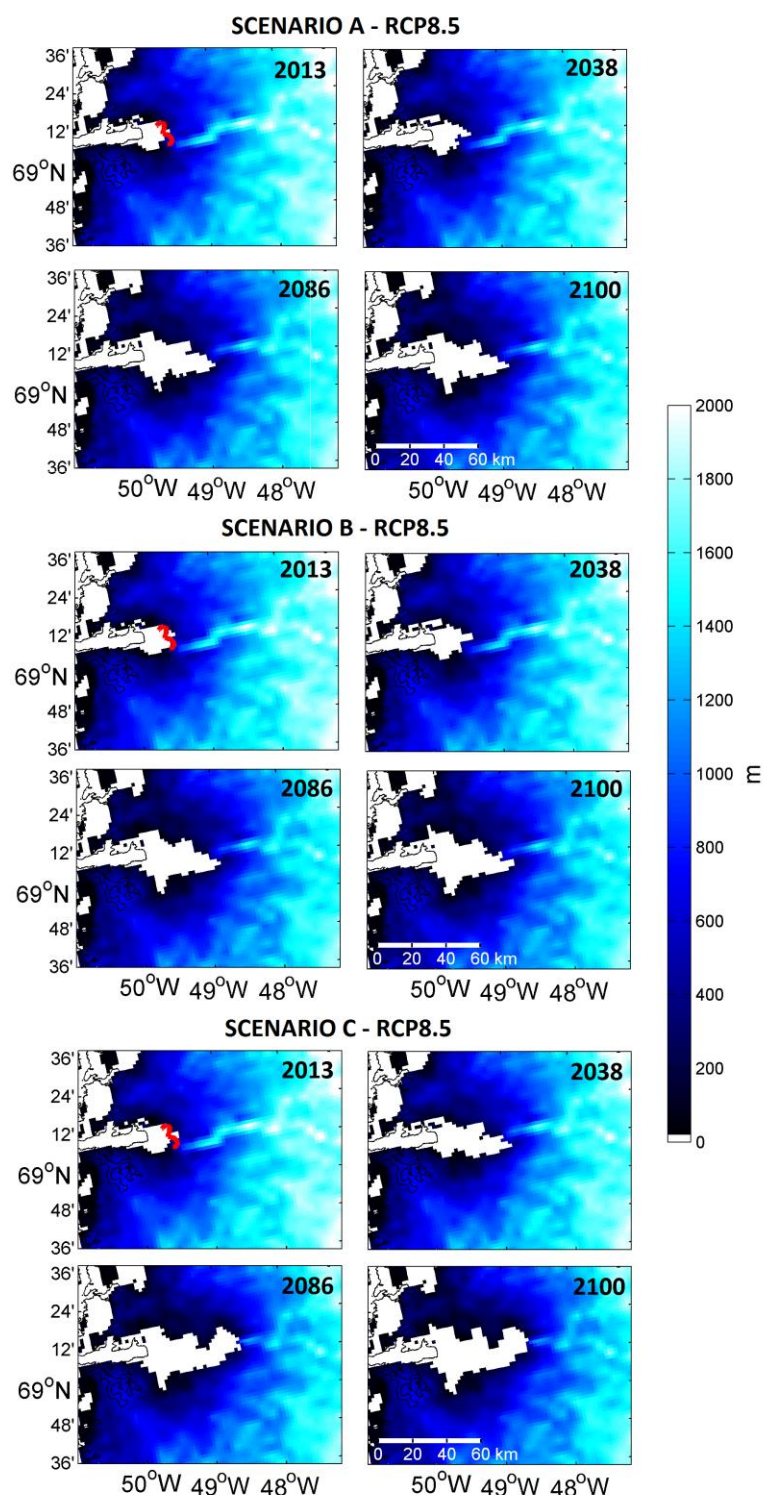 SCENARIO A - RCP8.5
36'
24'
12'
69°N
48'
36'
2013
2038
36'
24'
12'
69°N
48'
36'
2086
2100
0 20 40 60 km
50°W 49°W 48°W
50°W 49°W 48°W
SCENARIO B - RCP8.5
36'
24'
12'
69°N
48'
36'
2013
2038
36'
24'
12'
69°N
48'
36'
2086
2100
0 20 40 60 km
50°W 49°W 48°W
50°W 49°W 48°W
SCENARIO C - RCP8.5
36'
24'
12'
69°N
48'
36'
2013
2038
36'
24'
12'
69°N
48'
36'
2086
2100
0 20 40 60 km
50°W 49°W 48°W
50°W 49°W 48°W
2000
1800
1600
1400
1200
1000
800
600
400
200
0
m